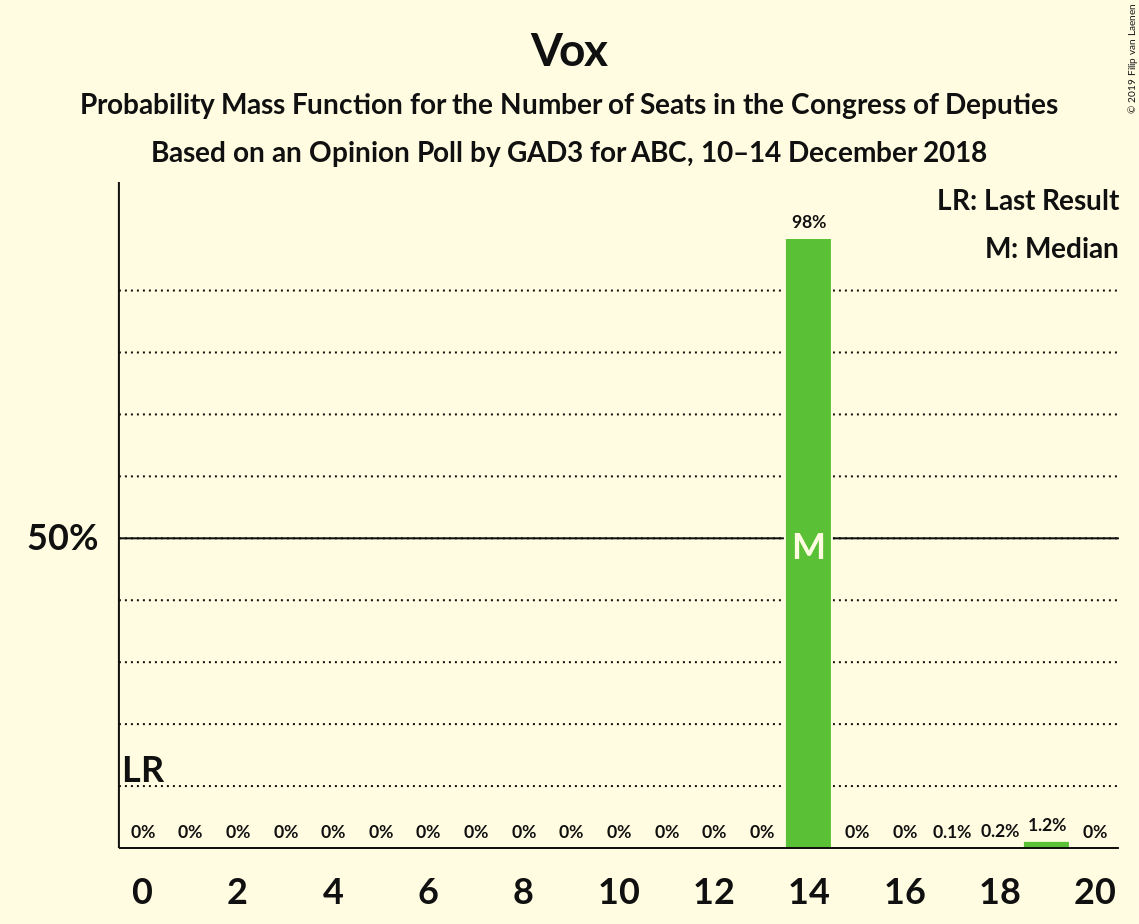 Vox
Probability Mass Function for the Number of Seats in the Congress of Deputies
Based on an Opinion Poll by GAD3 for ABC, 10–14 December 2018
© 2019 Filip van Laenen
LR: Last Result
M: Median
98%
50%
M
LR
0% 0% 0% 0% 0% 0% 0% 0% 0% 0% 0% 0% 0% 0% 0% 0% 0.1% 0.2% 1.2% 0%
0 2 4 6 8 10 12 14 16 18 20